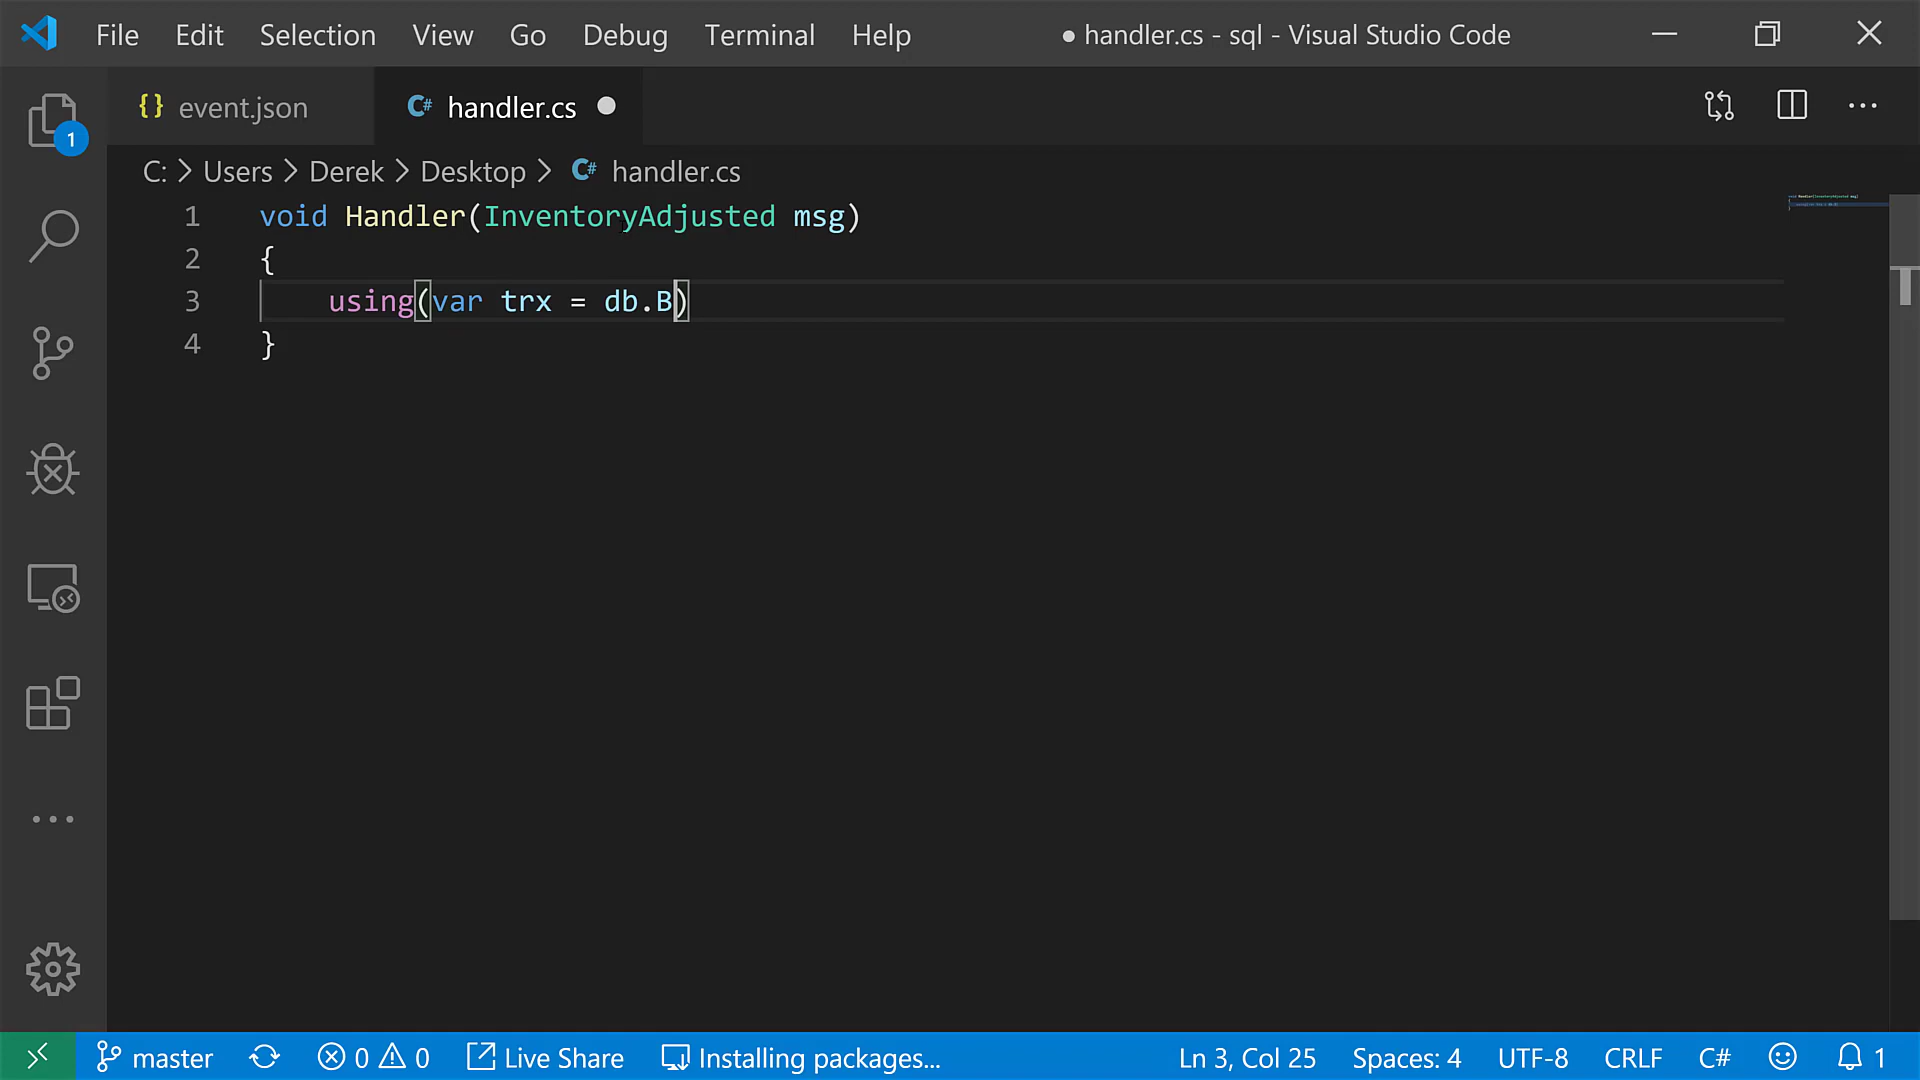 File Edit Selection View Go Debug Terminal Help ● handler.cs - sql - Visual Studio Code
{} event.json C# handler.cs ●
C: > Users > Derek > Desktop > C# handler.cs
1 void Handler(InventoryAdjusted msg)
2 {
3 using(var trx = db.B)
4 }
1
master 0 0 Live Share Installing packages... Ln 3, Col 25 Spaces: 4 UTF-8 CRLF C# 1